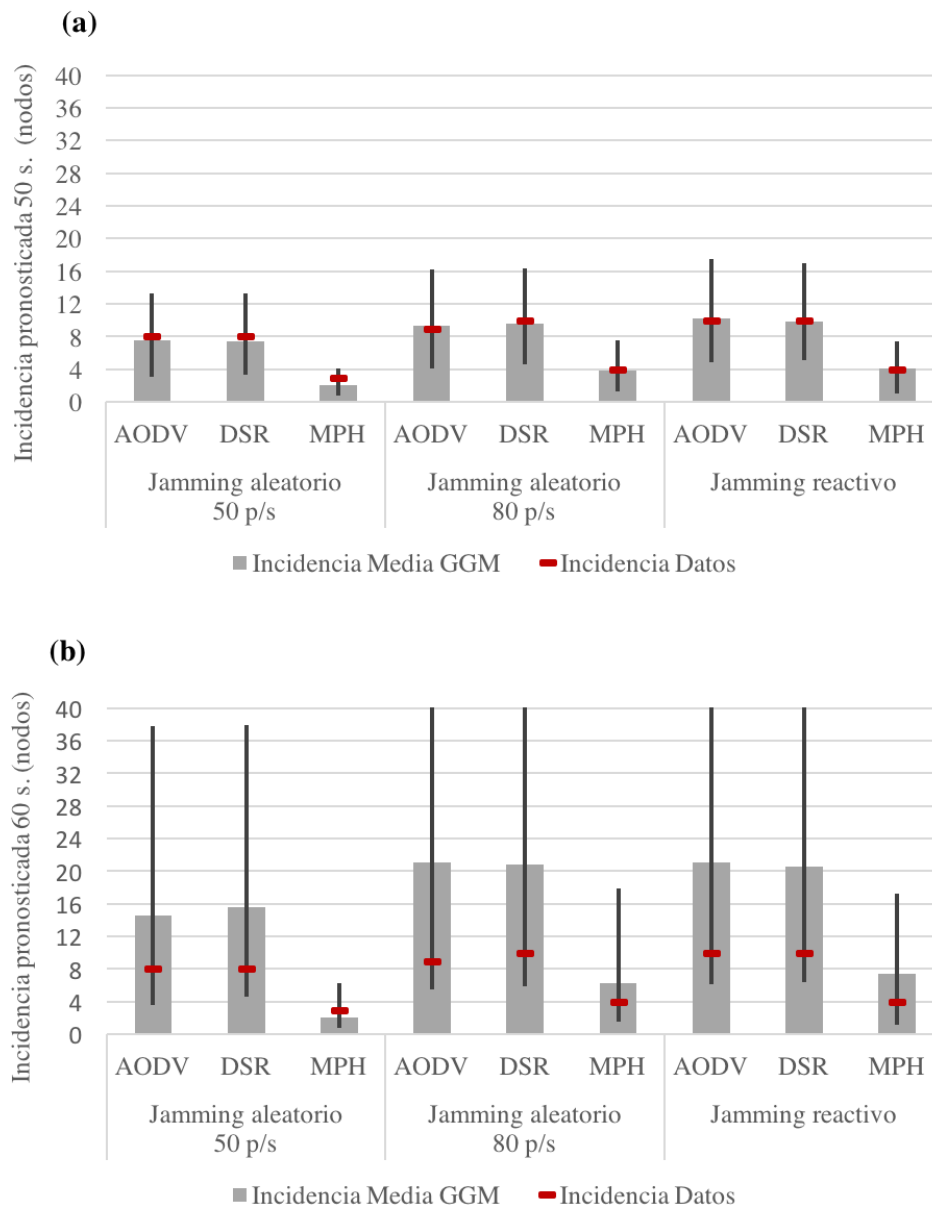 (a)
Incidencia pronosticada 50 s. (nodos)
40
36
32
28
24
20
16
12
8
4
0
AODV DSR MPH AODV DSR MPH AODV DSR MPH
Jamming aleatorio 50 p/s
Jamming aleatorio 80 p/s
Jamming reactivo
Incidencia Media GGM
Incidencia Datos
(b)
Incidencia pronosticada 60 s. (nodos)
40
36
32
28
24
20
16
12
8
4
0
AODV DSR MPH AODV DSR MPH AODV DSR MPH
Jamming aleatorio 50 p/s
Jamming aleatorio 80 p/s
Jamming reactivo
Incidencia Media GGM
Incidencia Datos